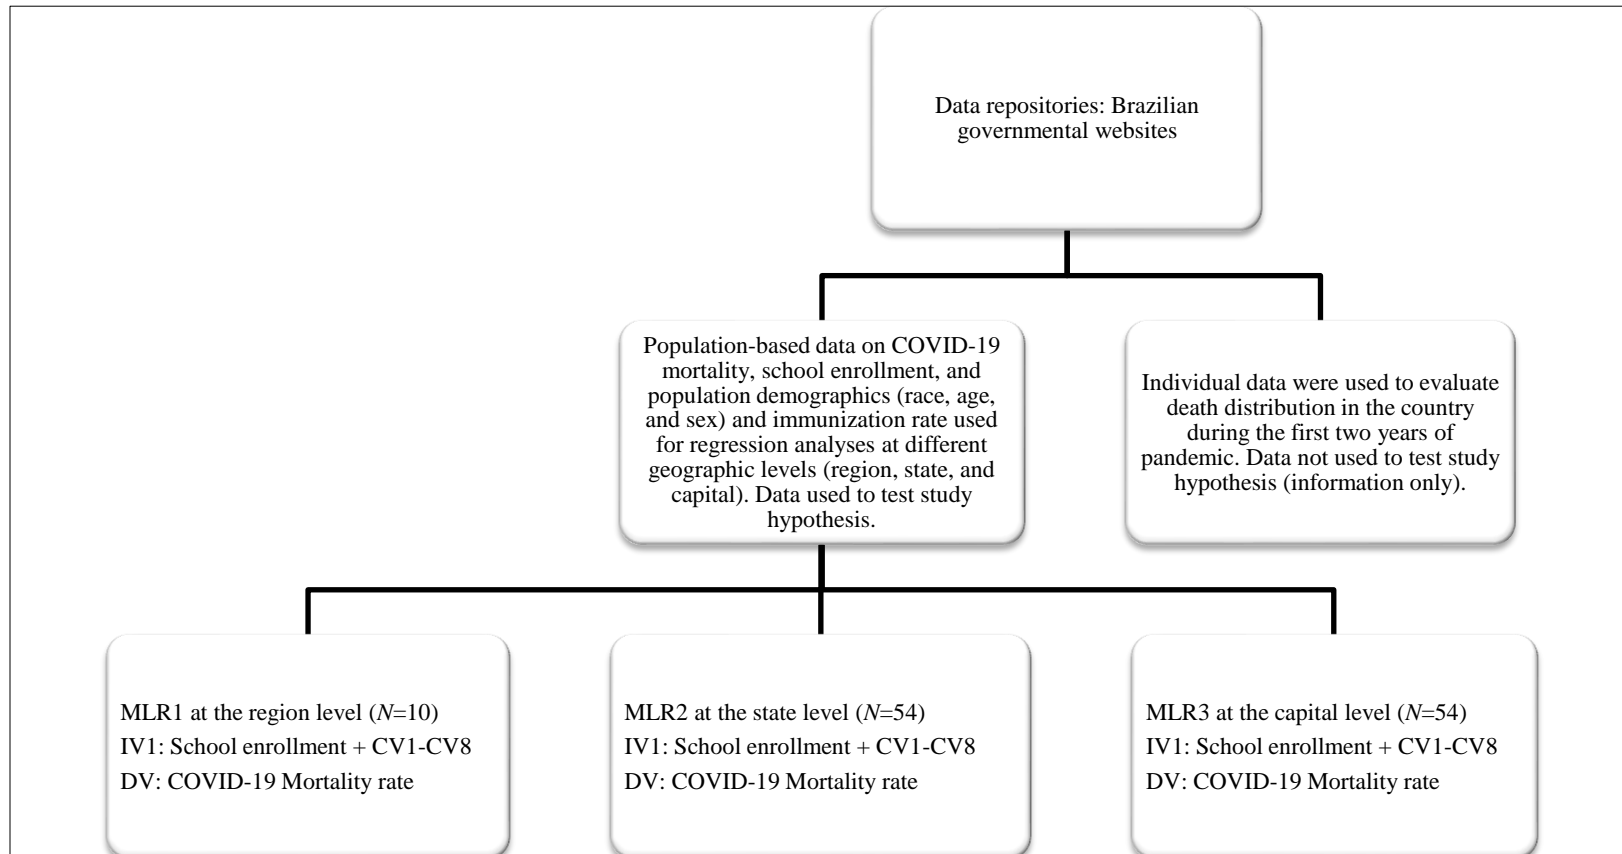 Data repositories: Brazilian
governmental websites
Population-based data on COVID-19
mortality, school enrollment, and
population demographics (race, age,
and sex) and immunization rate used
for regression analyses at different
geographic levels (region, state, and
capital). Data used to test study
hypothesis.
Individual data were used to evaluate
death distribution in the country
during the first two years of
pandemic. Data not used to test study
hypothesis (information only).
MLR1 at the region level (N=10)
IV1: School enrollment + CV1-CV8
DV: COVID-19 Mortality rate
MLR2 at the state level (N=54)
IV1: School enrollment + CV1-CV8
DV: COVID-19 Mortality rate
MLR3 at the capital level (N=54)
IV1: School enrollment + CV1-CV8
DV: COVID-19 Mortality rate